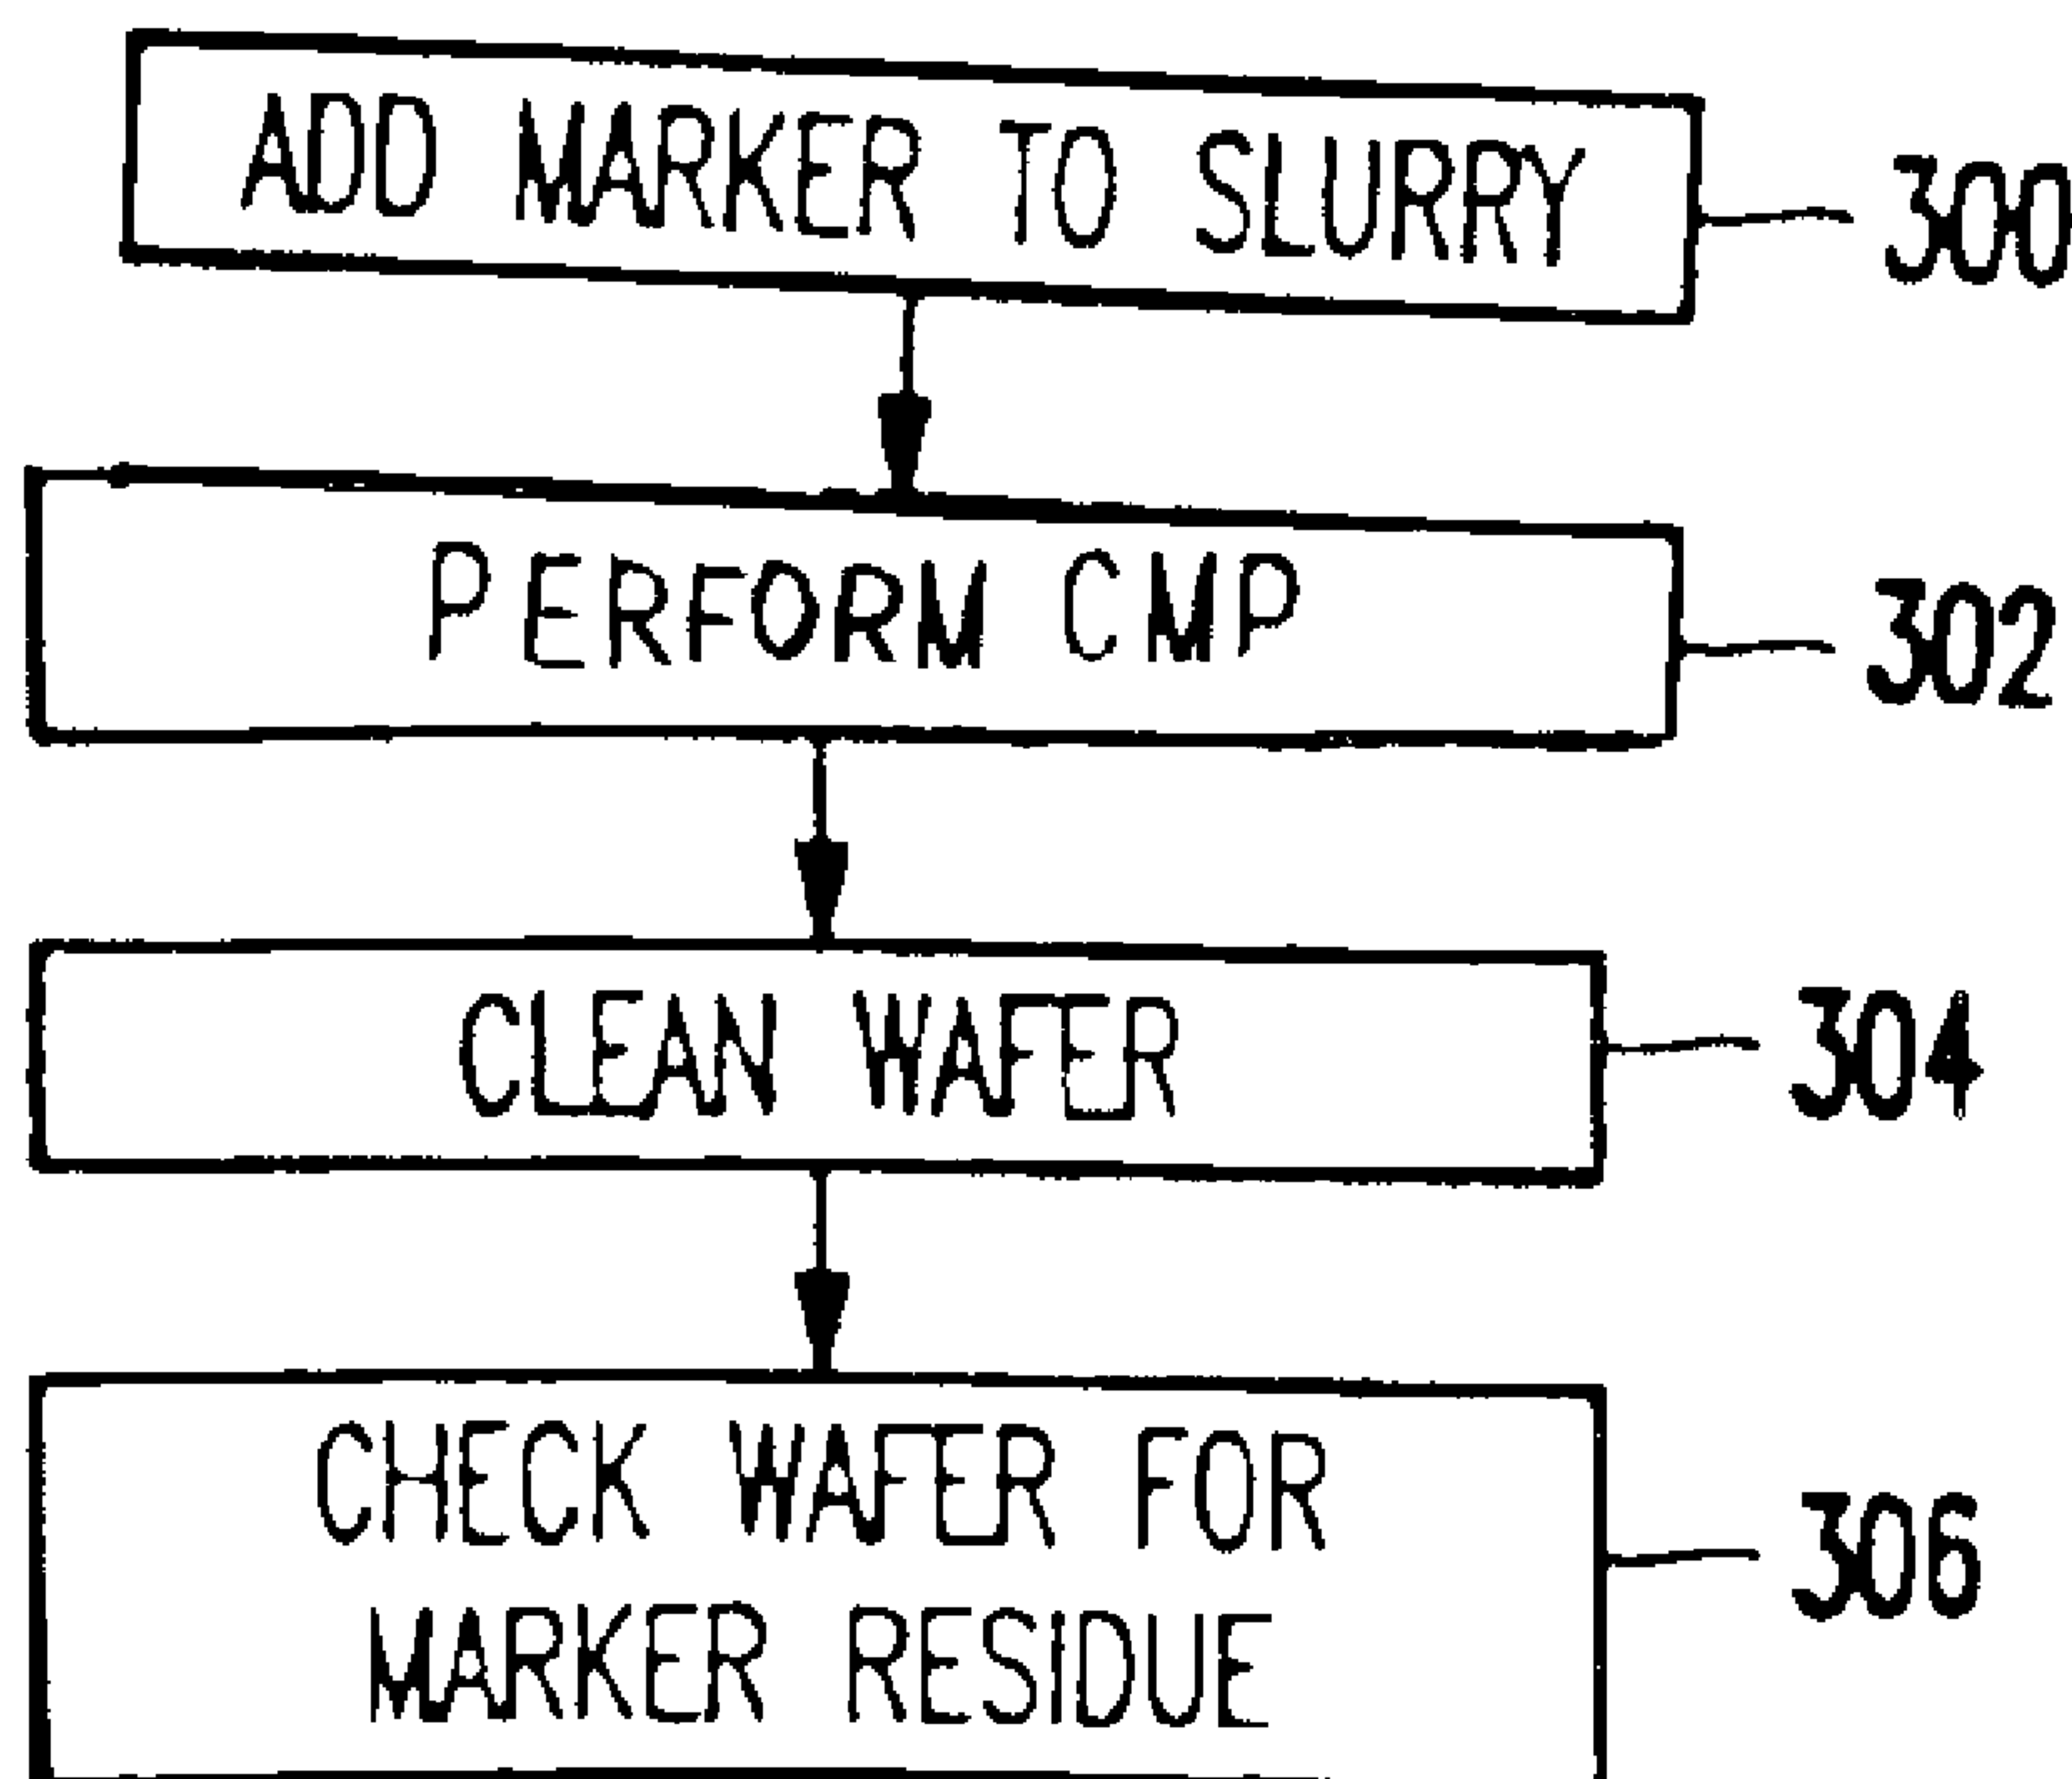 ADD MARKER TO SLURRY
300
PERFORM CMP
302
CLEAN WAFER
304
CHECK WAFER FOR
MARKER RESIDUE
306